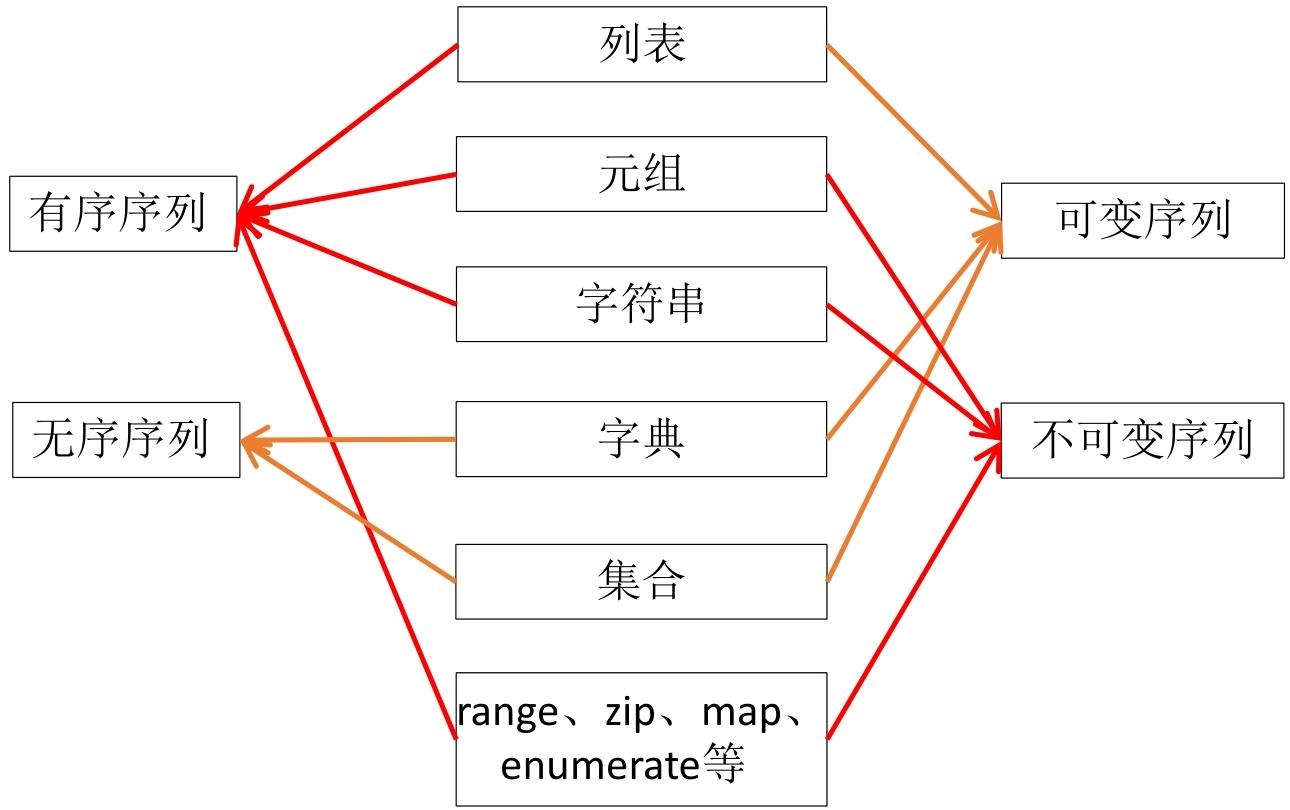 列表
元组
有序序列
可变序列
字符串
无序序列
字典
不可变序列
集合
range、zip、map、
enumerate等